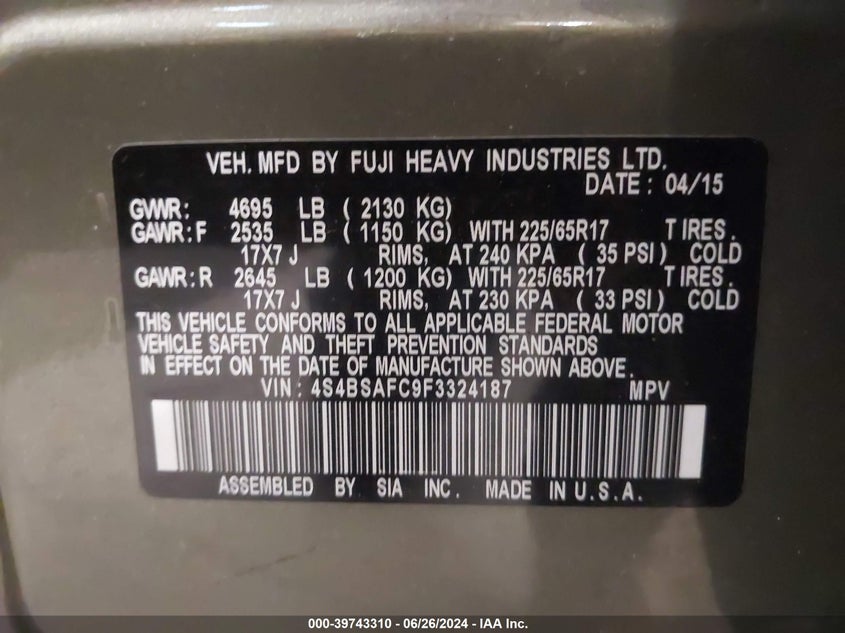 VEH. MFD BY FUJI HEAVY INDUSTRIES LTD.
DATE: 04/15
GVWR: 4695 LB ( 2130 KG)
GAWR: F 2535 LB ( 1150 KG) WITH 225/65R17 TIRES.
17X7 J RIMS, AT 240 KPA ( 35 PSI ) COLD
GAWR: R 2645 LB ( 1200 KG) WITH 225/65R17 TIRES.
17X7 J RIMS, AT 230 KPA ( 33 PSI ) COLD
THIS VEHICLE CONFORMS TO ALL APPLICABLE FEDERAL MOTOR
VEHICLE SAFETY AND THEFT PREVENTION STANDARDS
IN EFFECT ON THE DATE OF MANUFACTURE SHOWN ABOVE.
VIN: 4S4BSAFC9F3324187 MPV
ASSEMBLED BY SIA INC. MADE IN U.S.A.
000-39743310 - 06/26/2024 - IAA Inc.